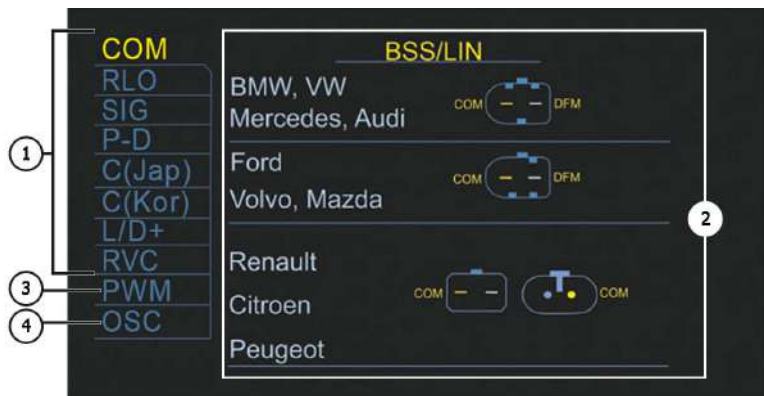 COM
RLO
SIG
P-D
C(Jap)
C(Kor)
L/D+
RVC
PWM
OSC
1
3
4
BSS/LIN
BMW, VW
Mercedes, Audi
COM DFM
Ford
Volvo, Mazda
COM DFM
Renault
Citroen
Peugeot
COM COM
2